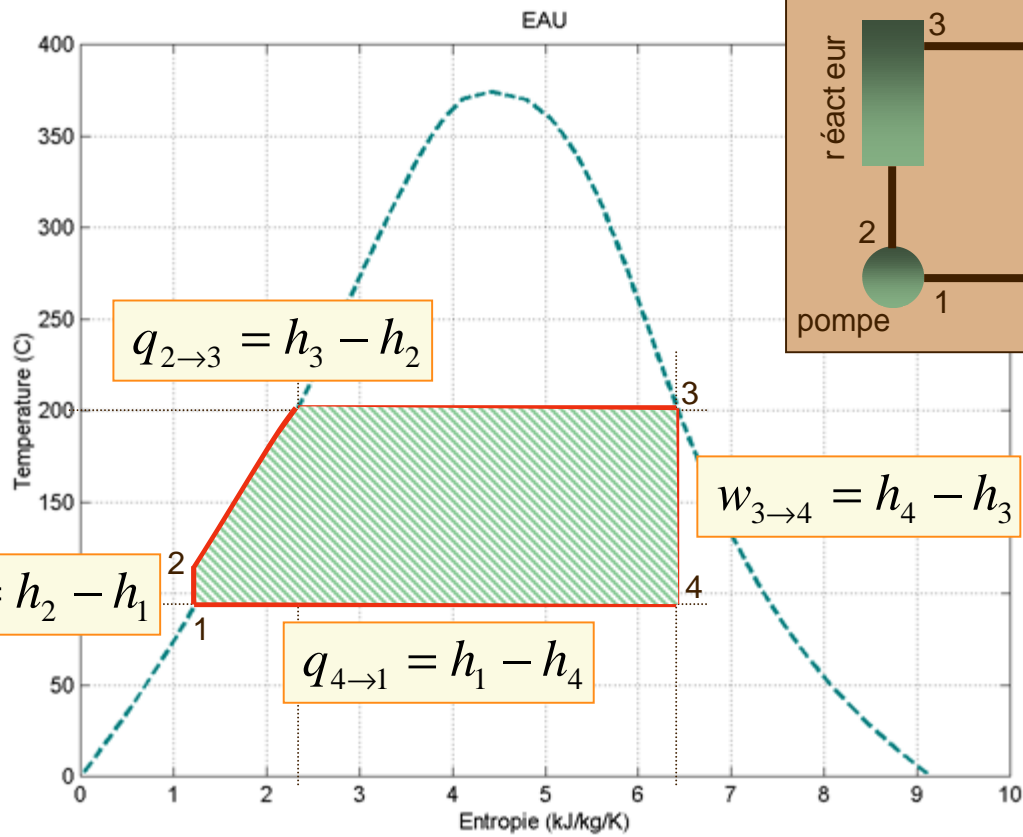 EAU
400
350
300
250
200
150
50
0
Temperature (C)
0 1 2 3 4 5 6 7 8 9 10
Entropie (kJ/kg/K)
q2→3 = h3 − h2
3
w3→4 = h4 − h3
2
= h2 − h1
1
4
q4→1 = h1 − h4
3
r éact eur
2
1
pompe